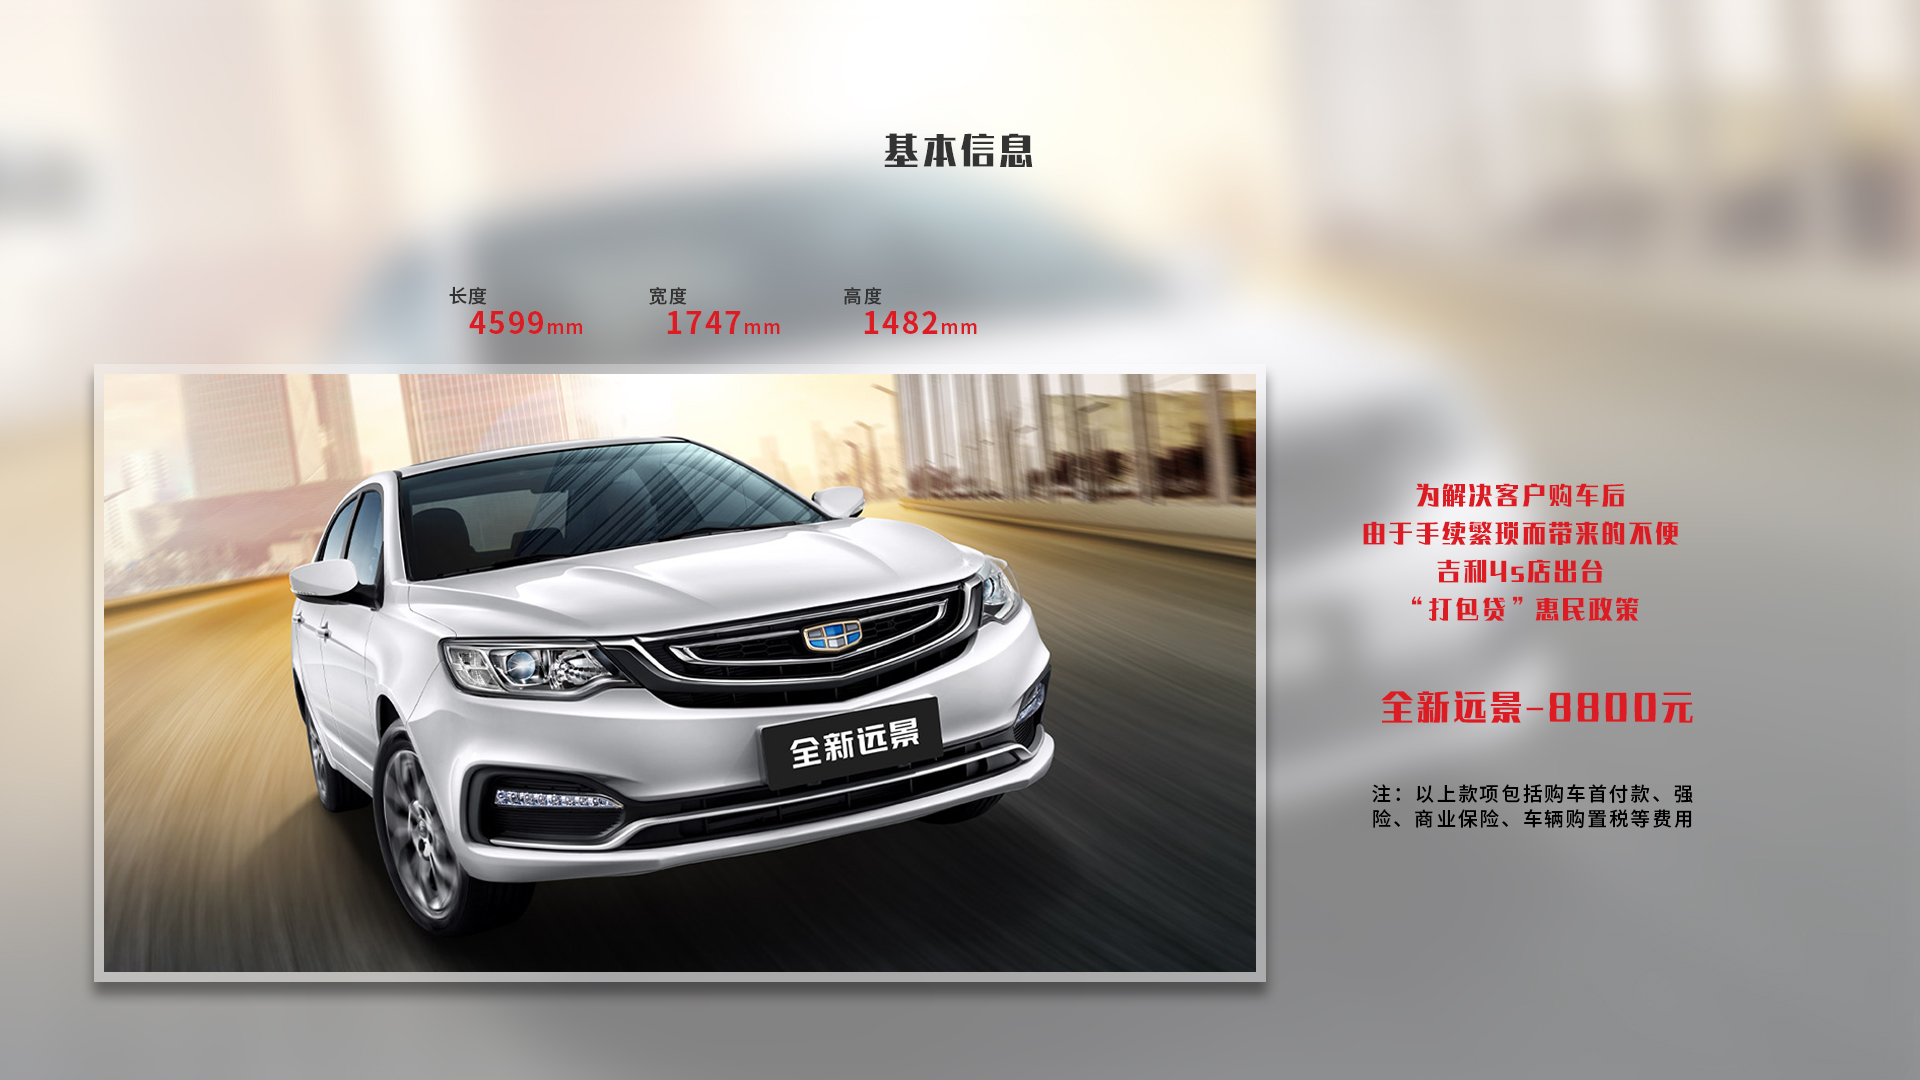 基本信息
长度 宽度 高度
4599mm 1747mm 1482mm
全新远景
为解决客户购车后
由于手续繁琐而带来的不便
吉利4s店出台
“打包贷”惠民政策
全新远景-8800元
注：以上款项包括购车首付款、强
险、商业保险、车辆购置税等费用